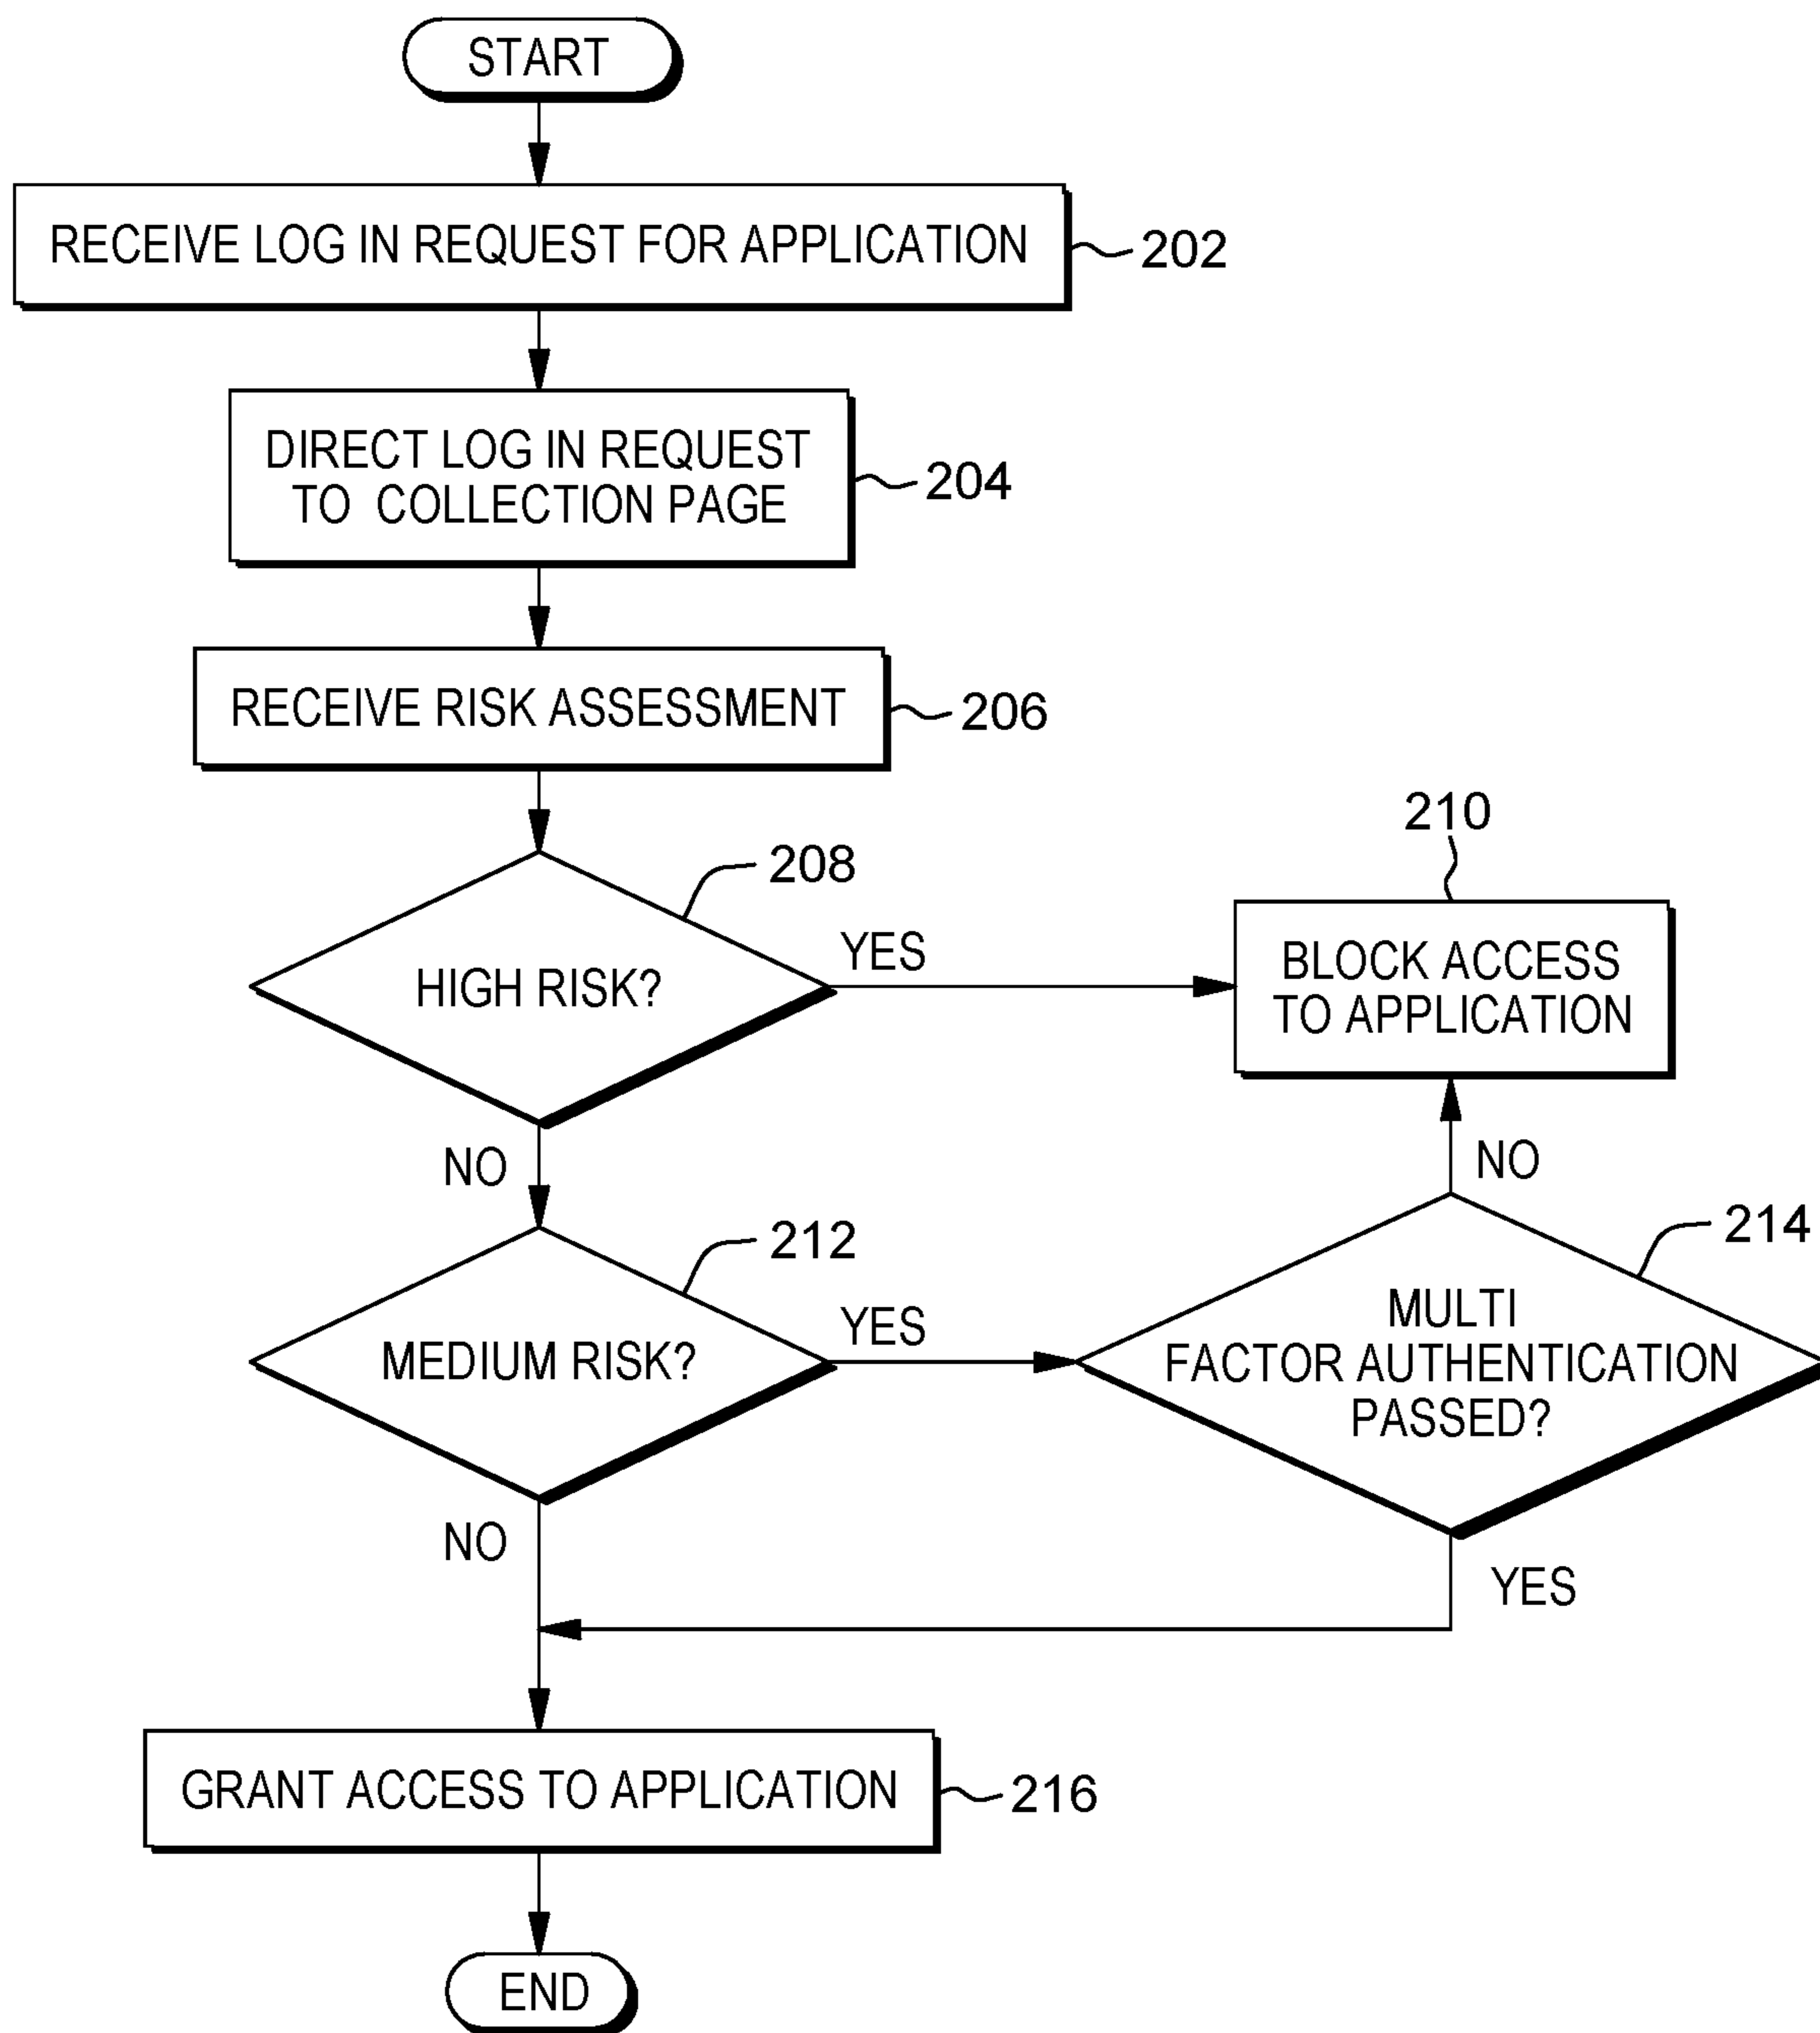 START
RECEIVE LOG IN REQUEST FOR APPLICATION
202
DIRECT LOG IN REQUEST
TO COLLECTION PAGE
204
RECEIVE RISK ASSESSMENT
206
208
HIGH RISK?
YES
NO
210
BLOCK ACCESS
TO APPLICATION
212
MEDIUM RISK?
YES
NO
214
MULTI
FACTOR AUTHENTICATION
PASSED?
NO
YES
GRANT ACCESS TO APPLICATION
216
END